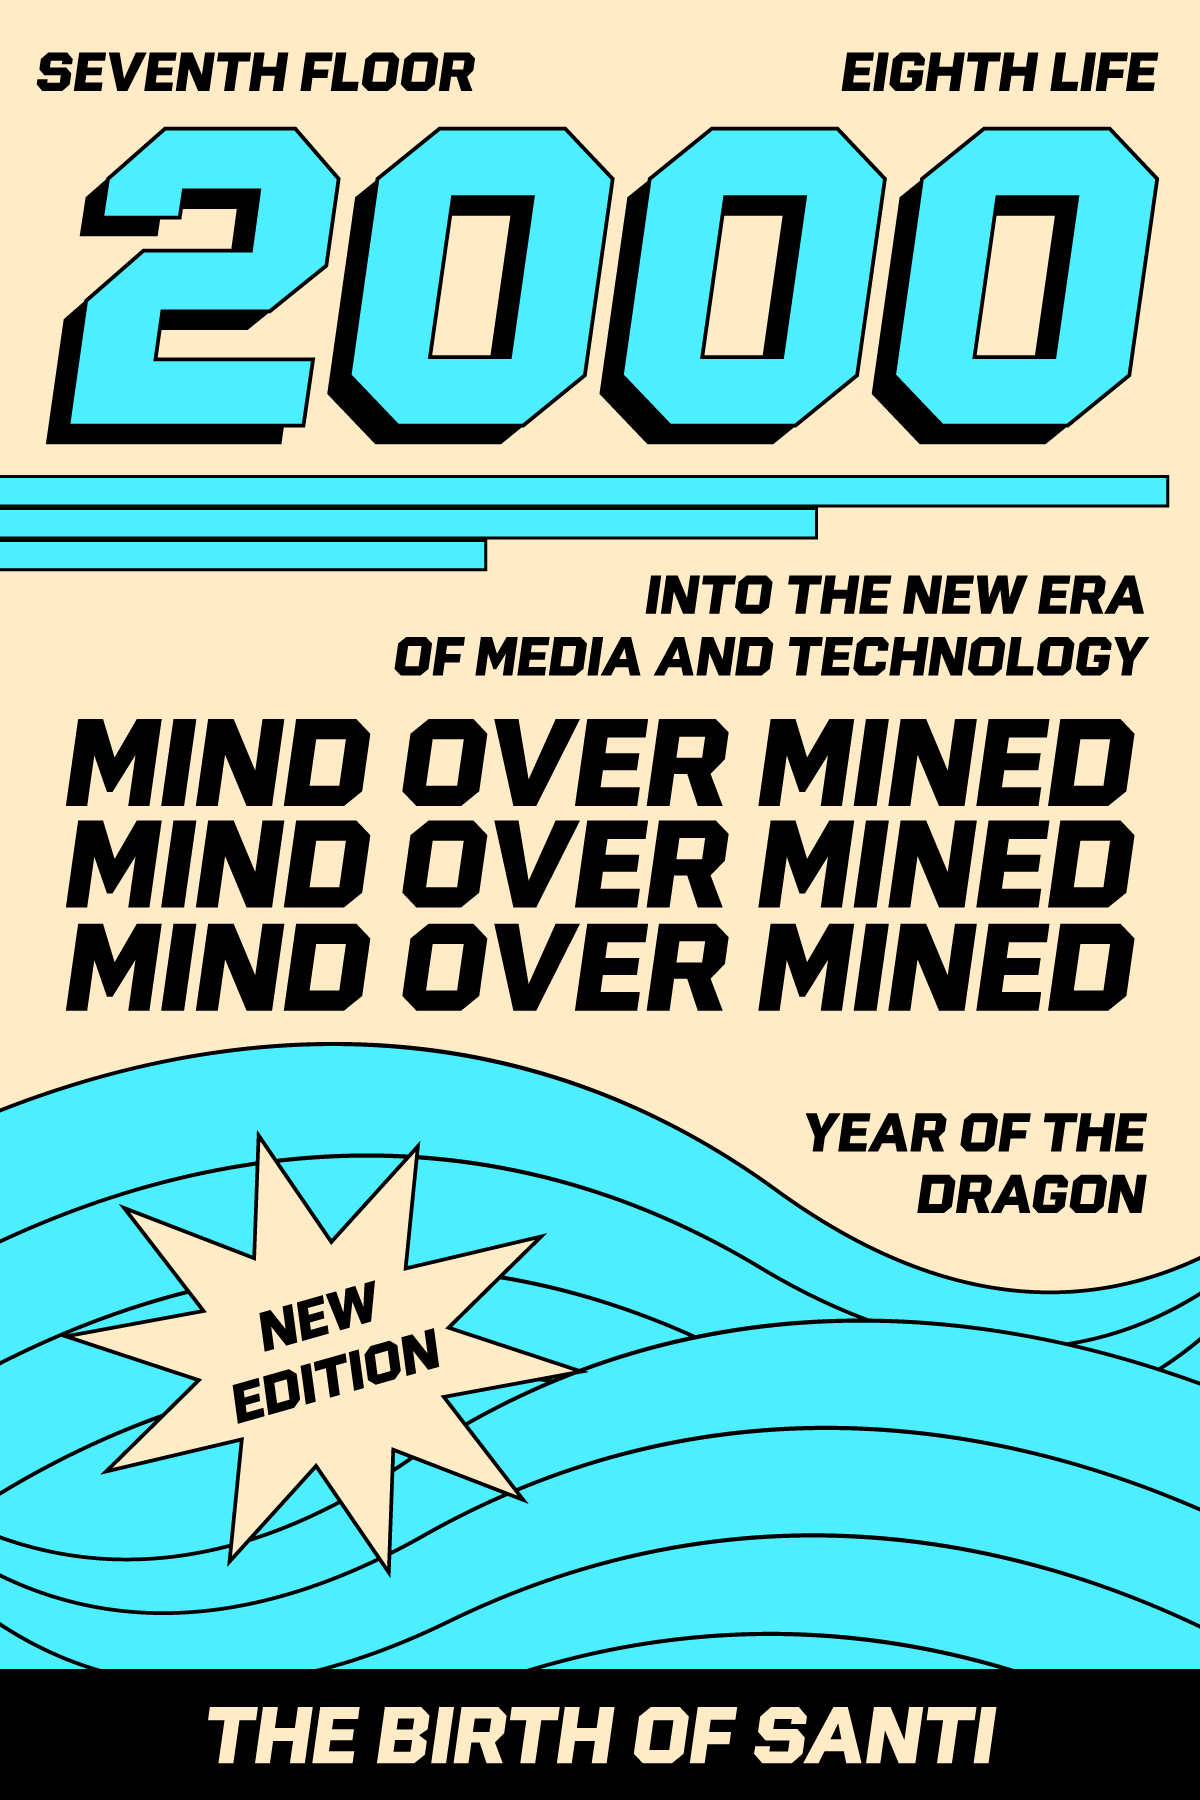 SEVENTH FLOOR
EIGHTH LIFE
2000
INTO THE NEW ERA
OF MEDIA AND TECHNOLOGY
MIND OVER MINED
MIND OVER MINED
MIND OVER MINED
YEAR OF THE
DRAGON
NEW
EDITION
THE BIRTH OF SANTI